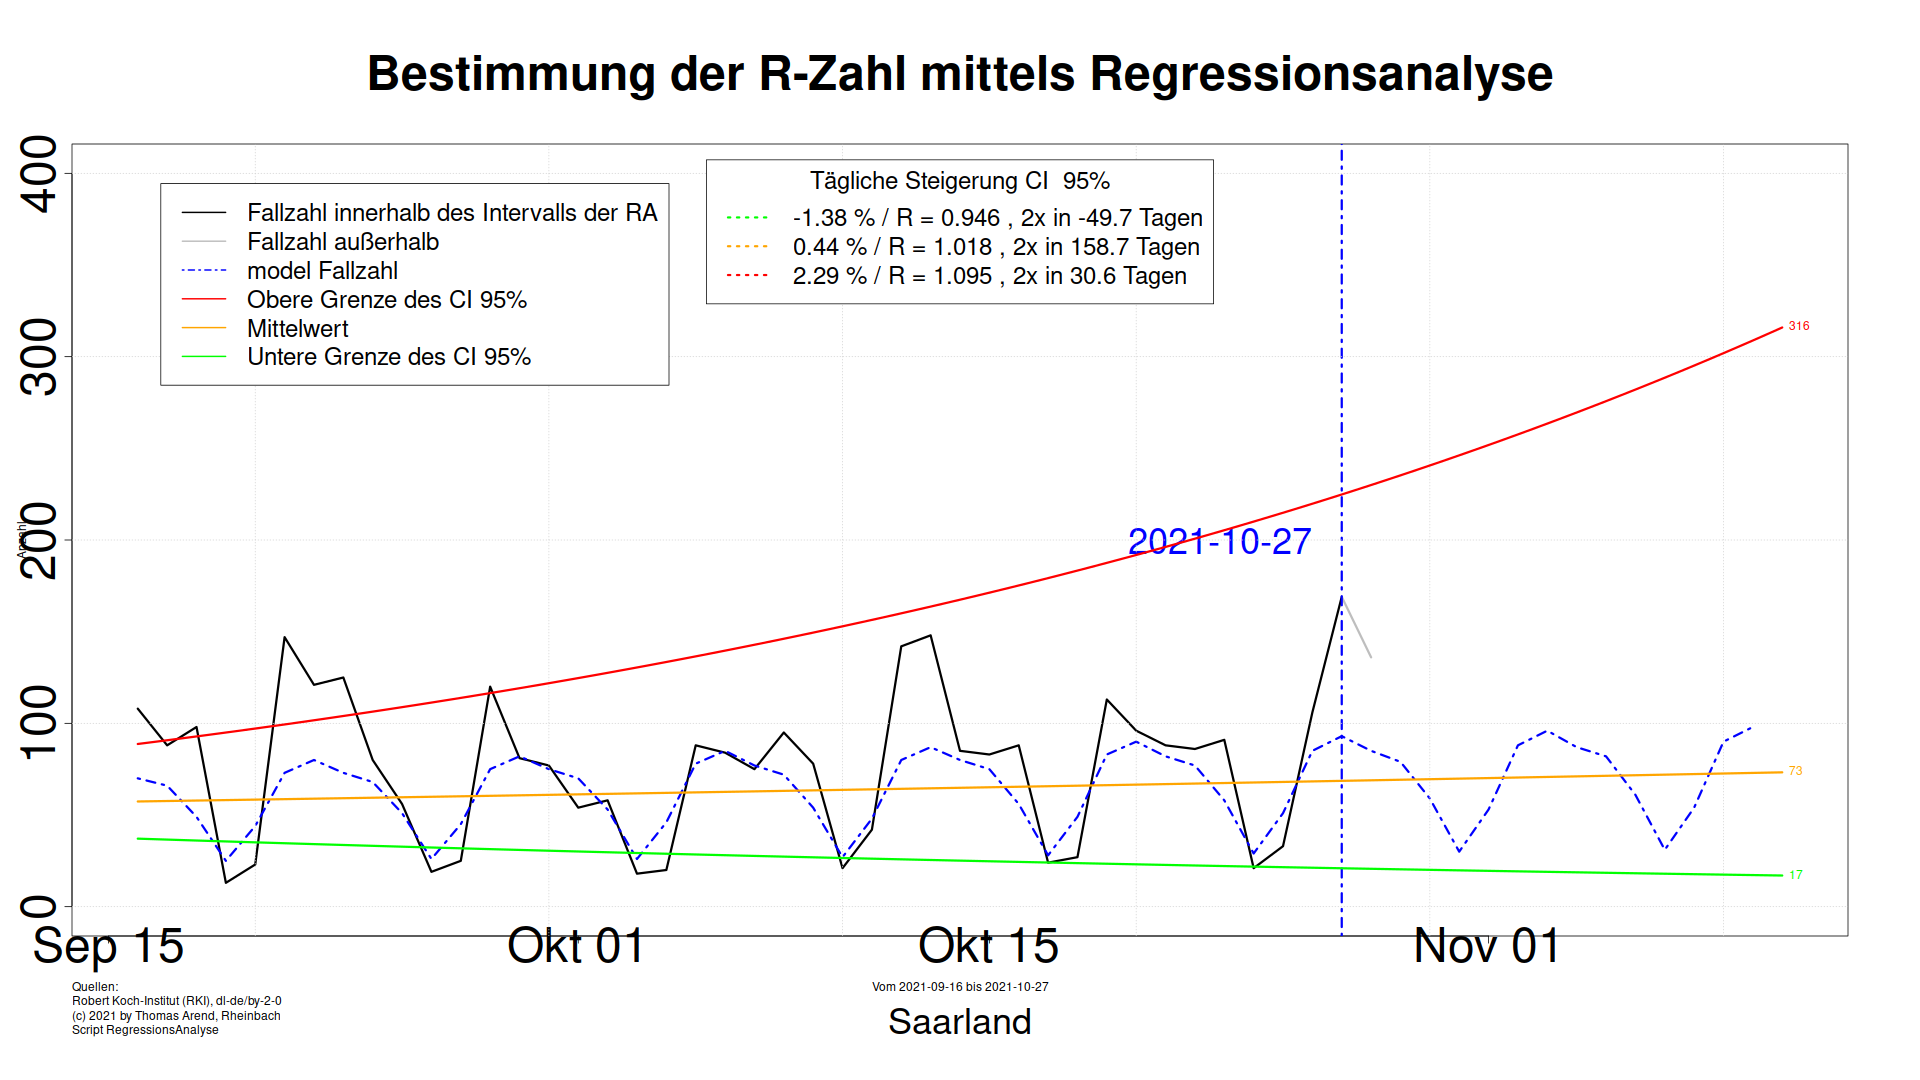 Bestimmung der R-Zahl mittels Regressionsanalyse
Fallzahl innerhalb des Intervalls der RA
Fallzahl außerhalb
model Fallzahl
Obere Grenze des CI 95%
Mittelwert
Untere Grenze des CI 95%
Tägliche Steigerung CI 95%
-1.38 % / R = 0.946 , 2x in -49.7 Tagen
0.44 % / R = 1.018 , 2x in 158.7 Tagen
2.29 % / R = 1.095 , 2x in 30.6 Tagen
400
300
200
100
0
Anzahl
2021-10-27
316
73
17
Sep 15
Okt 01
Okt 15
Nov 01
Quellen:
Robert Koch-Institut (RKI), dl-de/by-2-0
(c) 2021 by Thomas Arend, Rheinbach
Script RegressionsAnalyse
Vom 2021-09-16 bis 2021-10-27
Saarland